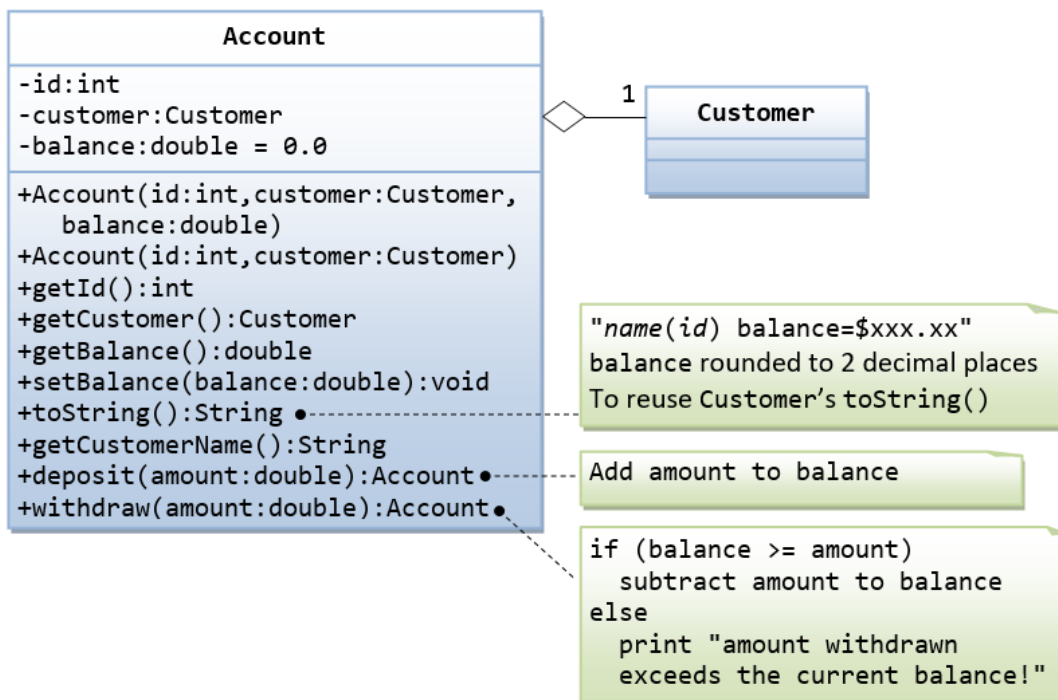 Account
-id:int
-customer:Customer
-balance:double = 0.0
+Account(id:int,customer:Customer,
balance:double)
+Account(id:int,customer:Customer)
+getId():int
+getCustomer():Customer
+getBalance():double
+setBalance(balance:double):void
+toString():String
+getCustomerName():String
+deposit(amount:double):Account
+withdraw(amount:double):Account
1
Customer
"name(id) balance=$xxx.xx"
balance rounded to 2 decimal places
To reuse Customer's toString()
Add amount to balance
if (balance >= amount)
subtract amount to balance
else
print "amount withdrawn
exceeds the current balance!"